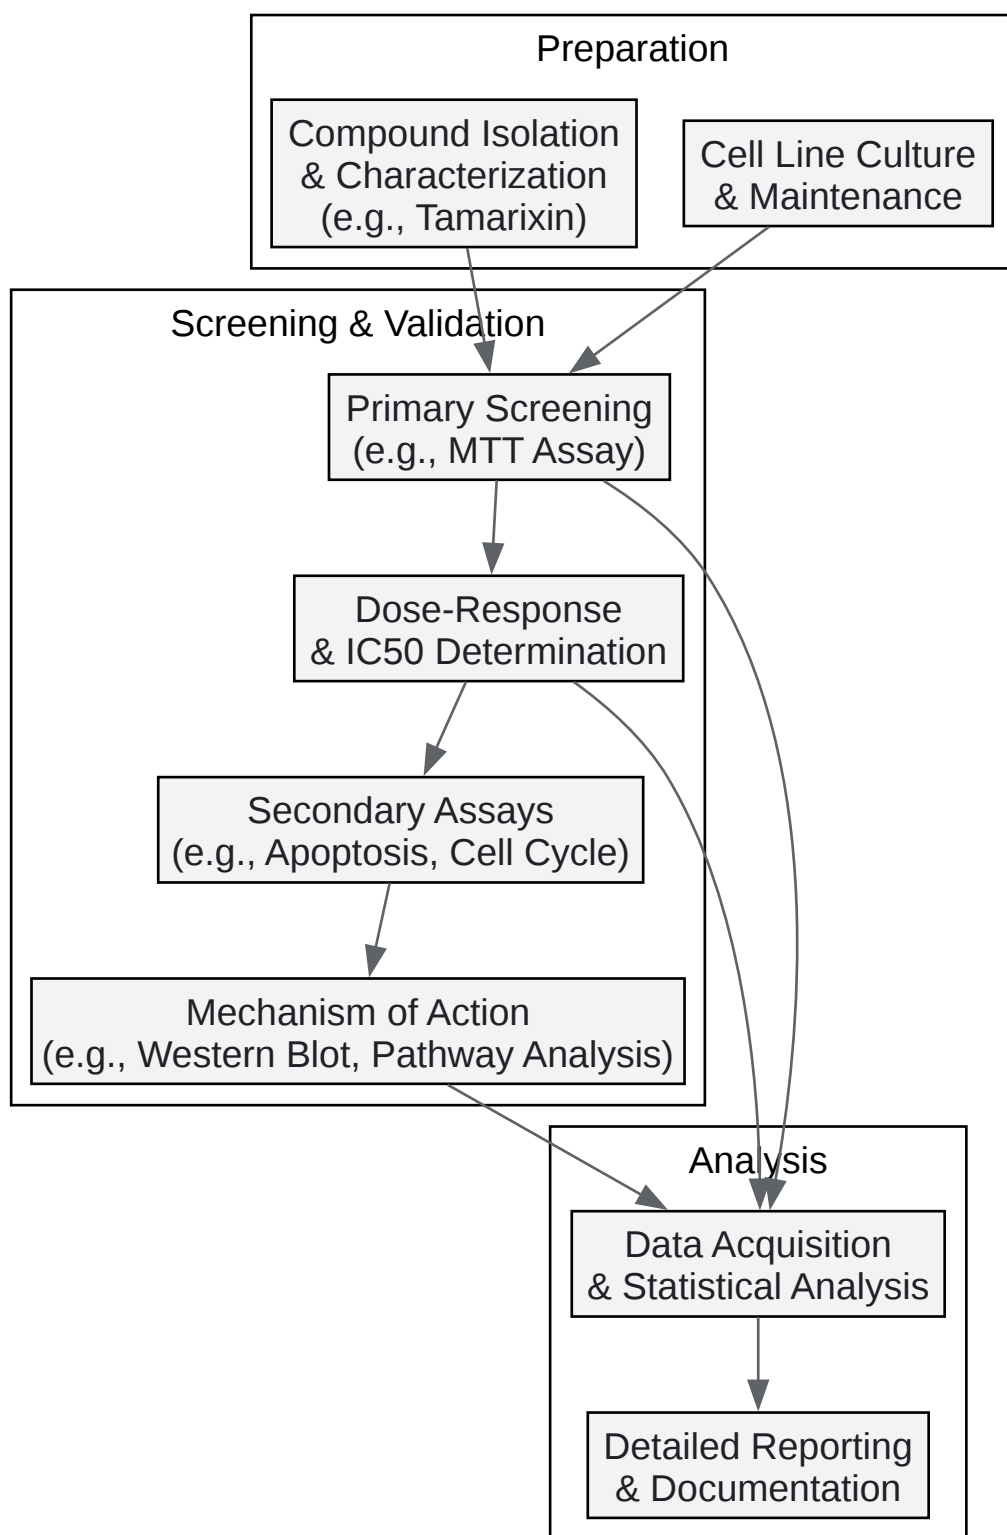 Preparation
Compound Isolation
& Characterization
(e.g., Tamarixin)
Cell Line Culture
& Maintenance
Screening & Validation
Primary Screening
(e.g., MTT Assay)
Dose-Response
& IC50 Determination
Secondary Assays
(e.g., Apoptosis, Cell Cycle)
Mechanism of Action
(e.g., Western Blot, Pathway Analysis)
Analysis
Data Acquisition
& Statistical Analysis
Detailed Reporting
& Documentation